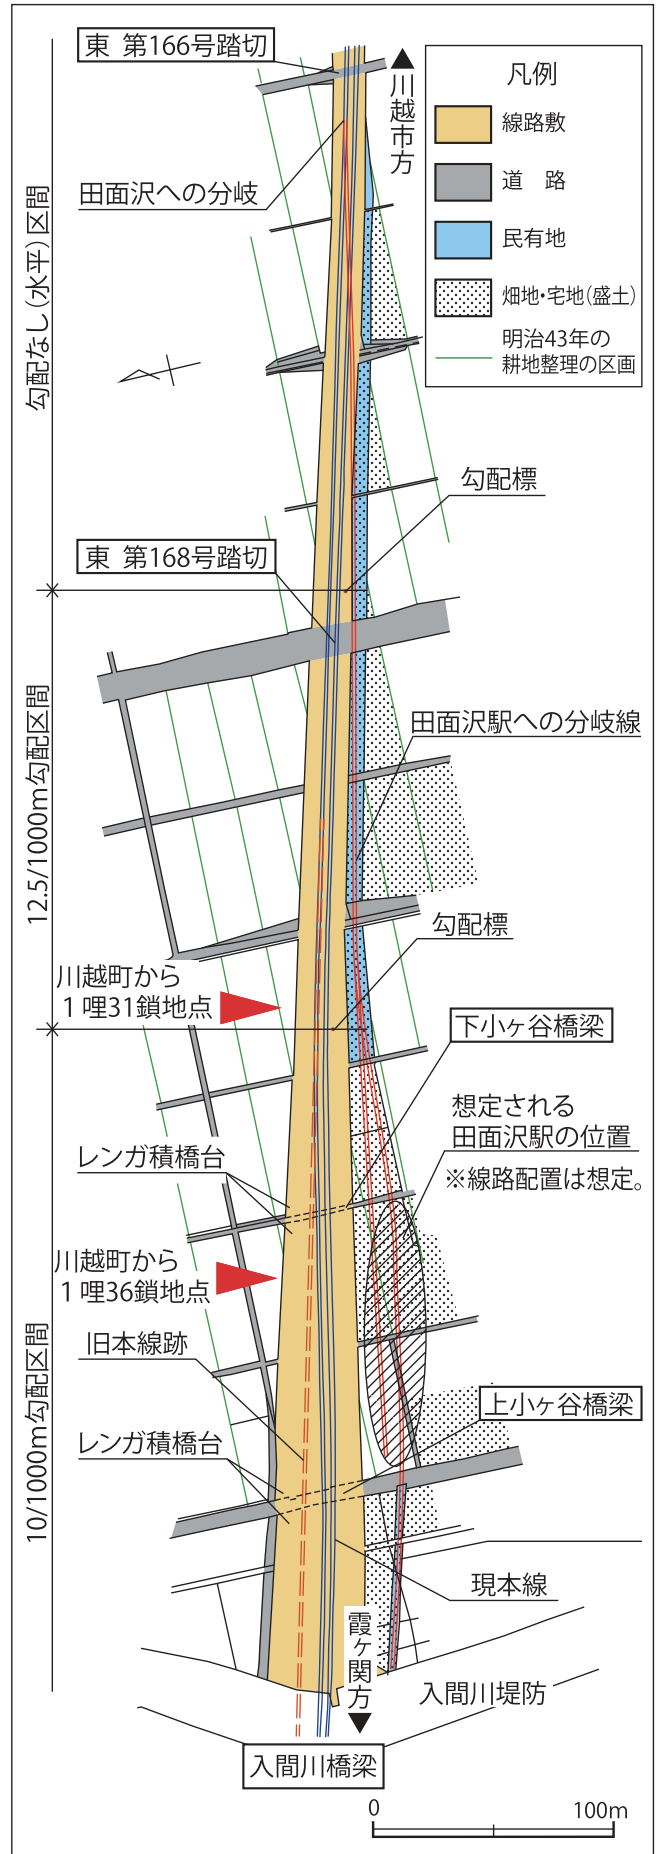 東 第166号踏切
川越市方
凡例
線路敷
道 路
民有地
畑地・宅地(盛土)
明治43年の
耕地整理の区画
田面沢への分岐
勾配なし(水平)区間
勾配標
東 第168号踏切
12.5/1000m勾配区間
田面沢駅への分岐線
勾配標
川越町から
1哩31鎖地点
下小ヶ谷橋梁
想定される
田面沢駅の位置
※線路配置は想定。
レンガ積橋台
川越町から
1哩36鎖地点
10/1000m勾配区間
旧本線跡
上小ヶ谷橋梁
レンガ積橋台
現本線
霞ヶ関方
入間川堤防
入間川橋梁
0 100m